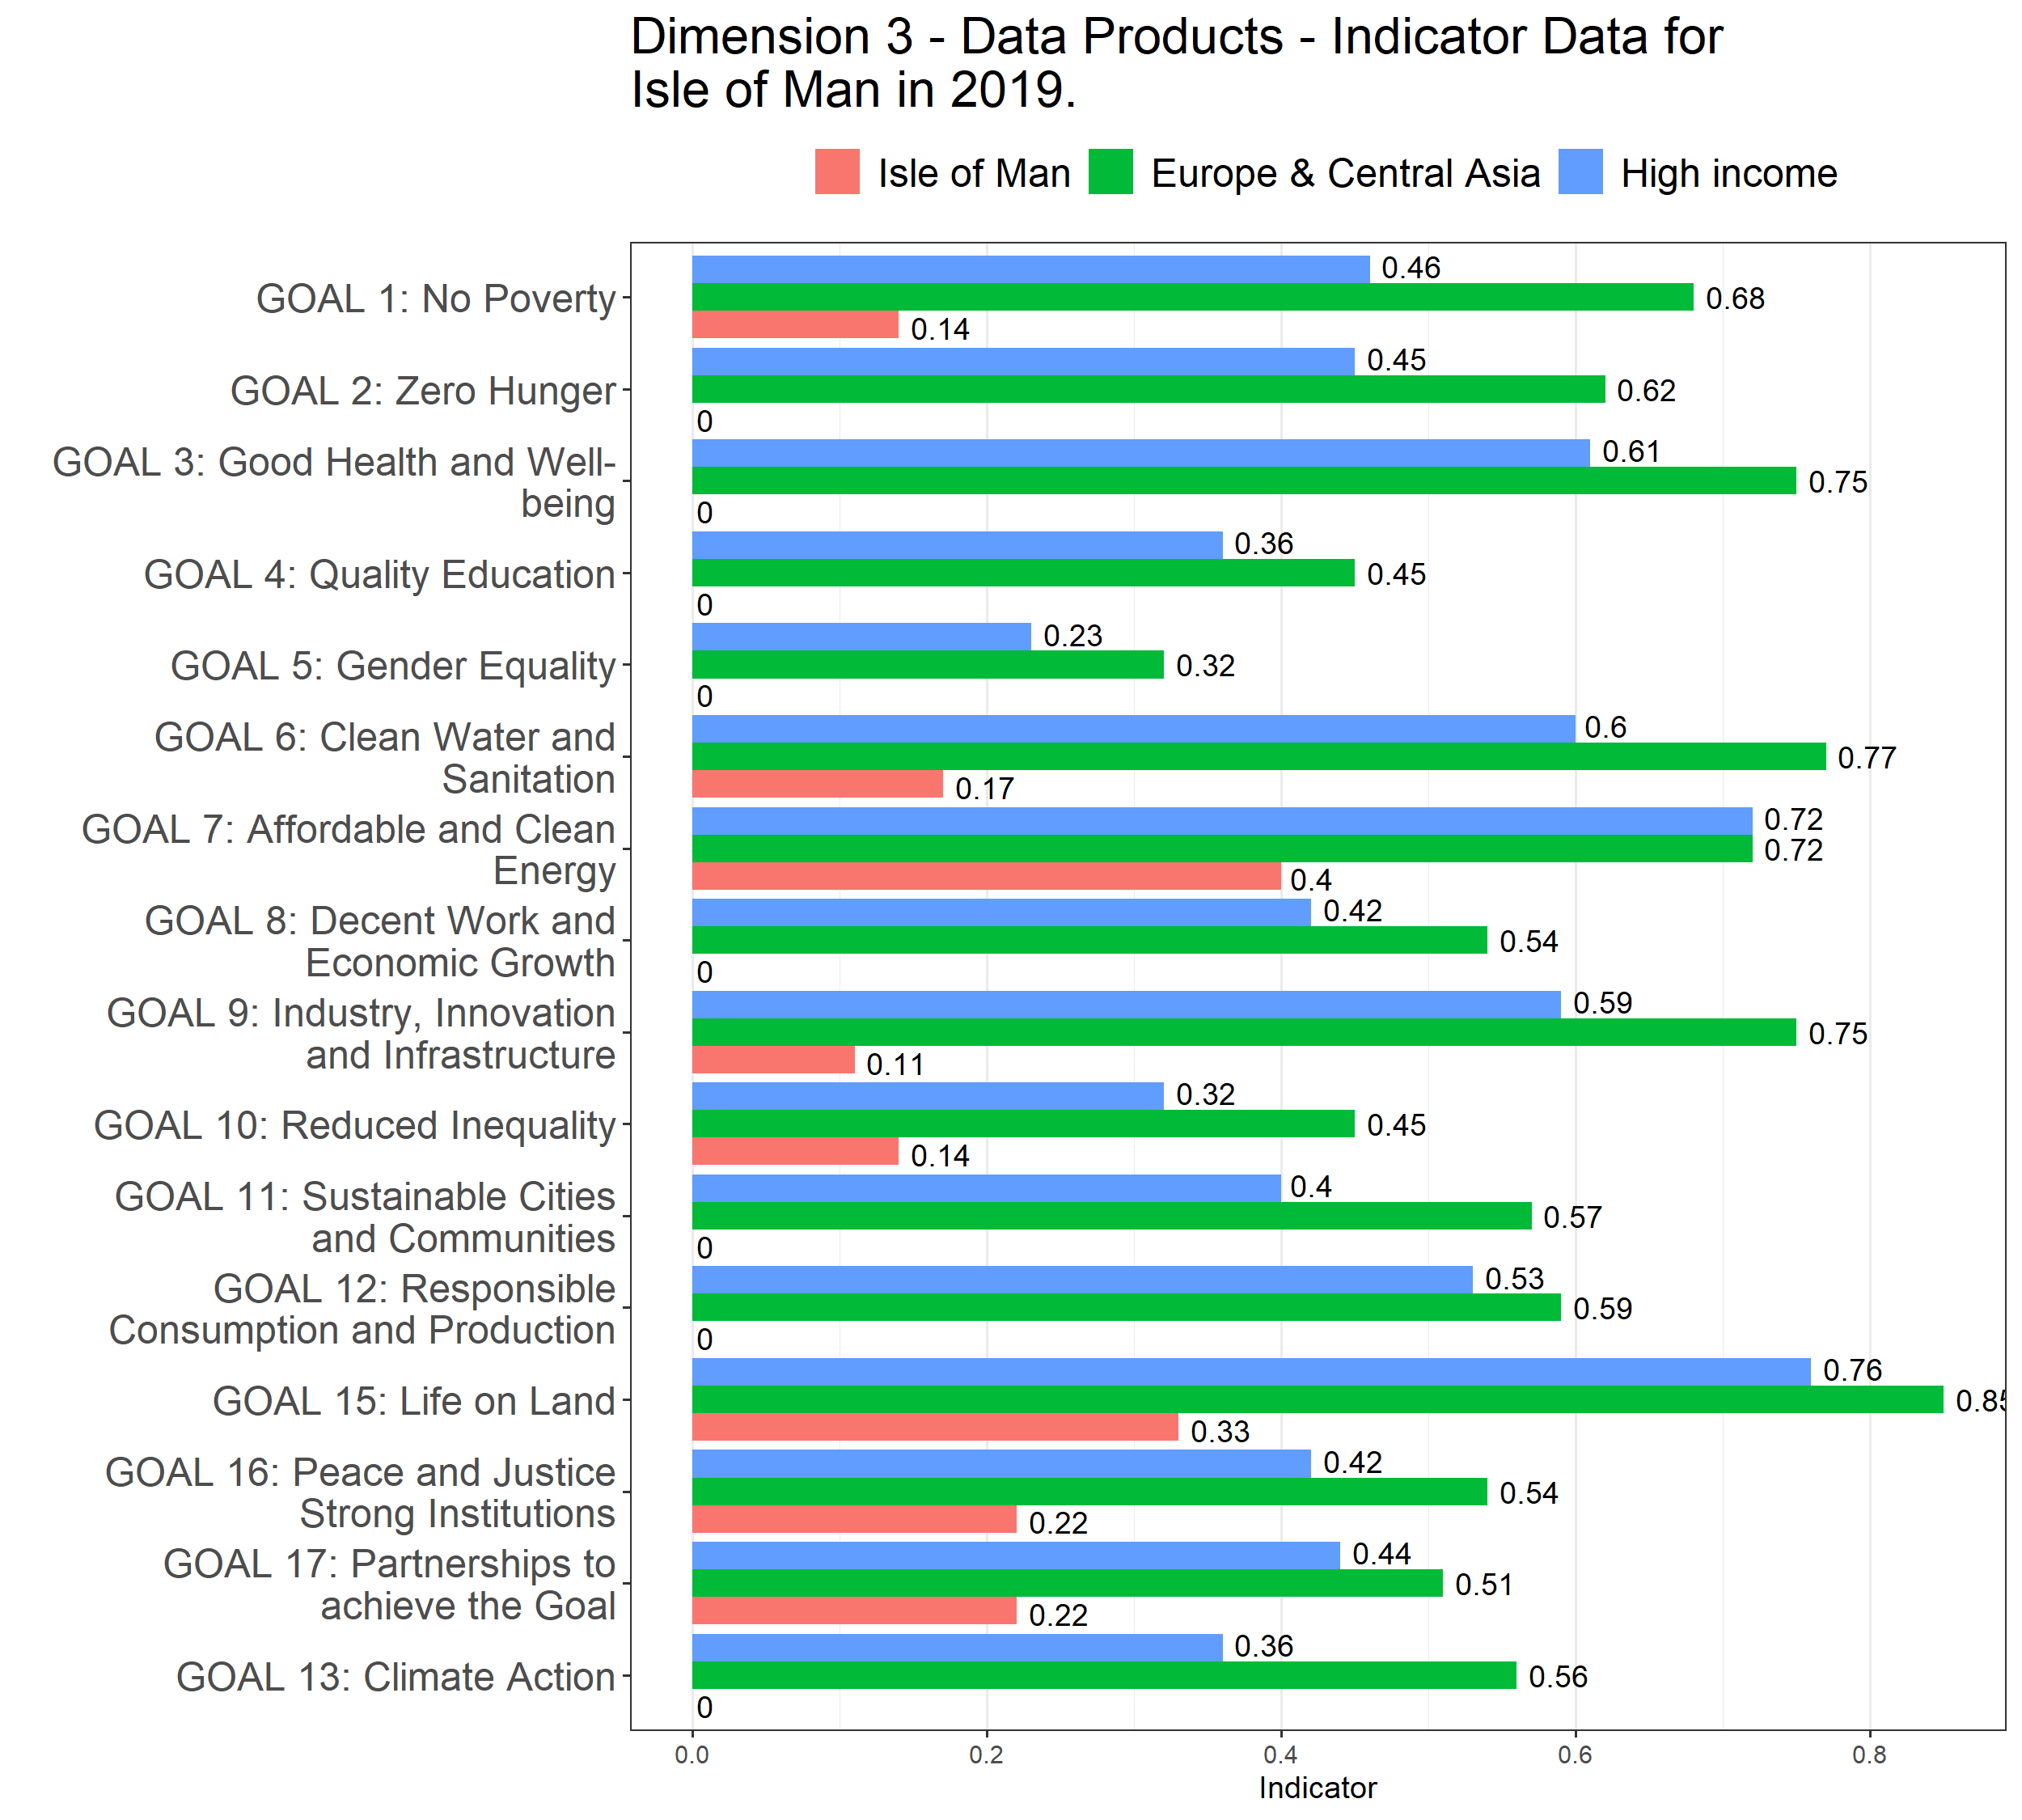 Dimension 3 - Data Products - Indicator Data for
Isle of Man in 2019.
Isle of Man
Europe & Central Asia
High income
GOAL 1: No Poverty
0.46
0.68
0.14
GOAL 2: Zero Hunger
0.45
0.62
0
GOAL 3: Good Health and Well-
being
0.61
0.75
0
GOAL 4: Quality Education
0.36
0.45
0
GOAL 5: Gender Equality
0.23
0.32
0
GOAL 6: Clean Water and
Sanitation
0.6
0.77
0.17
GOAL 7: Affordable and Clean
Energy
0.72
0.72
0.4
GOAL 8: Decent Work and
Economic Growth
0.42
0.54
0
GOAL 9: Industry, Innovation
and Infrastructure
0.59
0.75
0.11
GOAL 10: Reduced Inequality
0.32
0.45
0.14
GOAL 11: Sustainable Cities
and Communities
0.4
0.57
0
GOAL 12: Responsible
Consumption and Production
0.53
0.59
0
GOAL 15: Life on Land
0.76
0.85
0.33
GOAL 16: Peace and Justice
Strong Institutions
0.42
0.54
0.22
GOAL 17: Partnerships to
achieve the Goal
0.44
0.51
0.22
GOAL 13: Climate Action
0.36
0.56
0
0.0
0.2
0.4
0.6
0.8
Indicator